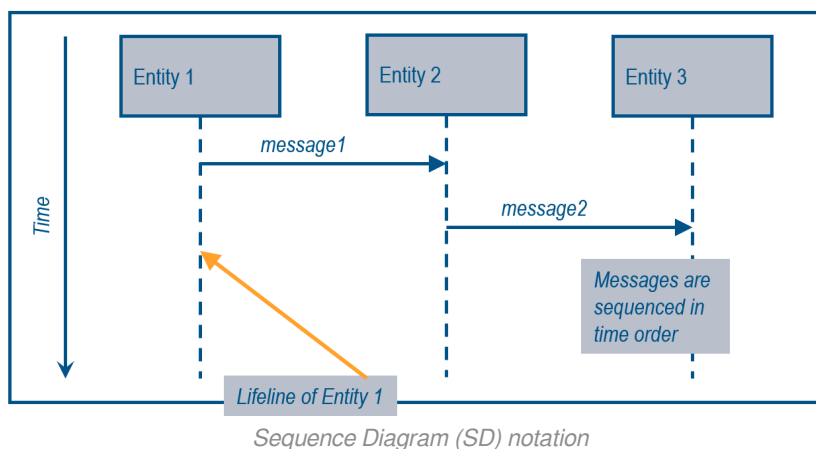 Entity 1
Entity 2
Entity 3
message1
message2
Time
Messages are
sequenced in
time order
Lifeline of Entity 1
Sequence Diagram (SD) notation